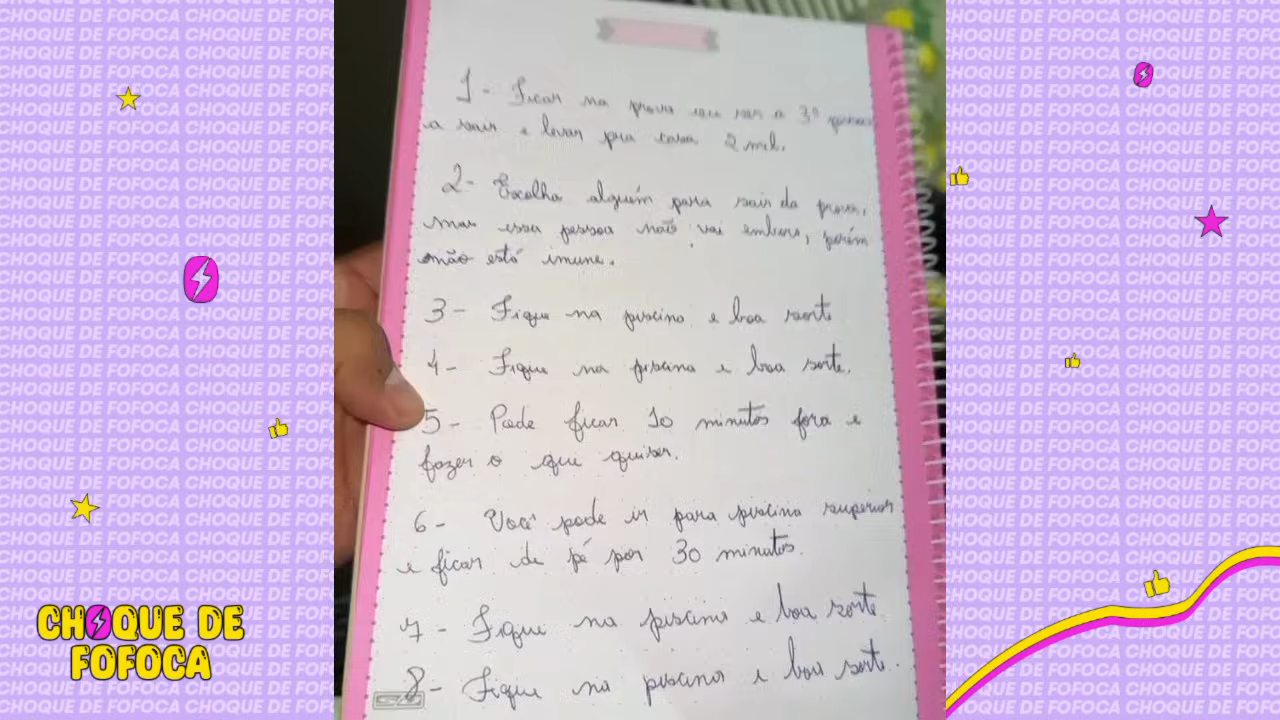 1- Ficar na prova ou ser a 3º pessoa
a sair e levar pra casa 2 mil.
2- Escolha alguém para sair da prova,
mas essa pessoa não vai embora, porém
não está imune.
3- Fique na piscina e boa sorte
4- Fique na piscina e boa sorte.
5- Pode ficar 10 minutos fora e
fazer o que quiser.
6- Você pode ir para piscina superior
e ficar de pé por 30 minutos.
7- Fique na piscina e boa sorte.
8- Fique na piscina e boa sorte.
CHOQUE DE
FOFOCA